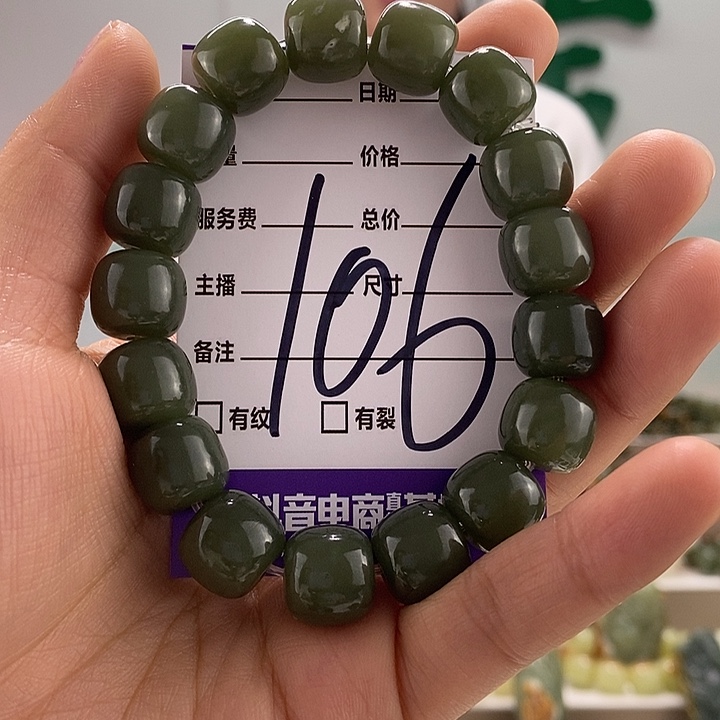 日期
价格
服务费 总价
主播 尺寸
备注
有纹 有裂
106
抖音电商